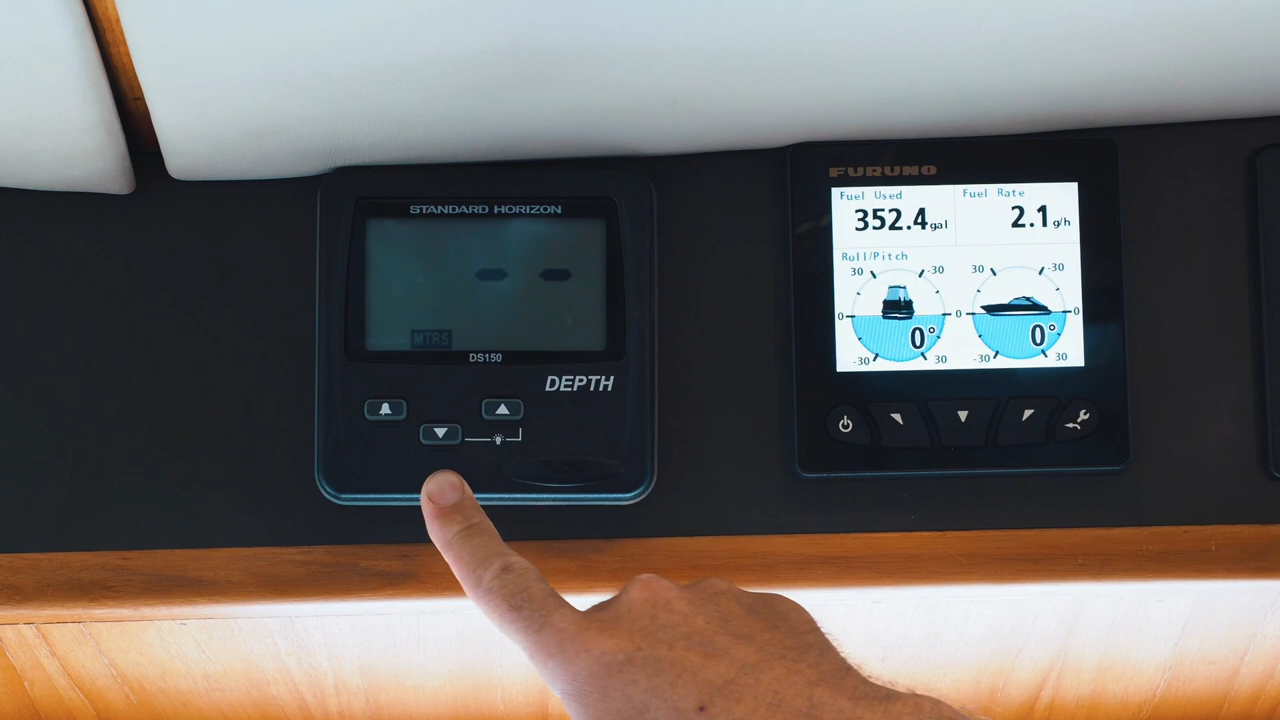 STANDARD HORIZON
- -
MTRS
DS150
DEPTH
FURUNO
Fuel Used
352.4gal
Fuel Rate
2.1g/h
Roll/Pitch
30 -30
0
0°
-30 30
30 -30
0 0
0°
-30 30